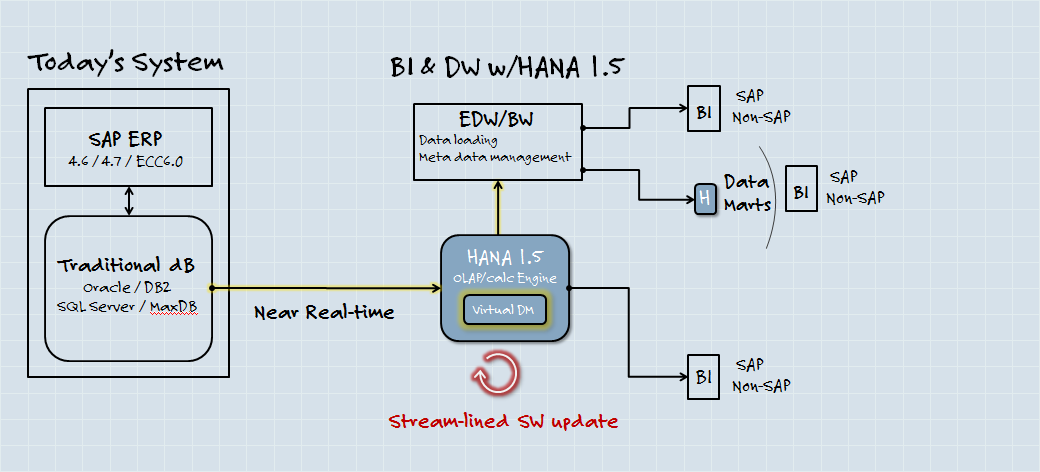 Today's System
SAP ERP
4.6 / 4.7 / ECC6.0
Traditional dB
Oracle / DB2
SQL Server / MaxDB
Near Real-time
BI & DW w/HANA 1.5
EDW/BW
Data loading
Meta data management
HANA 1.5
OLAP/calc Engine
Virtual DM
Stream-lined SW update
BI
SAP
Non-SAP
H
Data
Marts
BI
SAP
Non-SAP
BI
SAP
Non-SAP